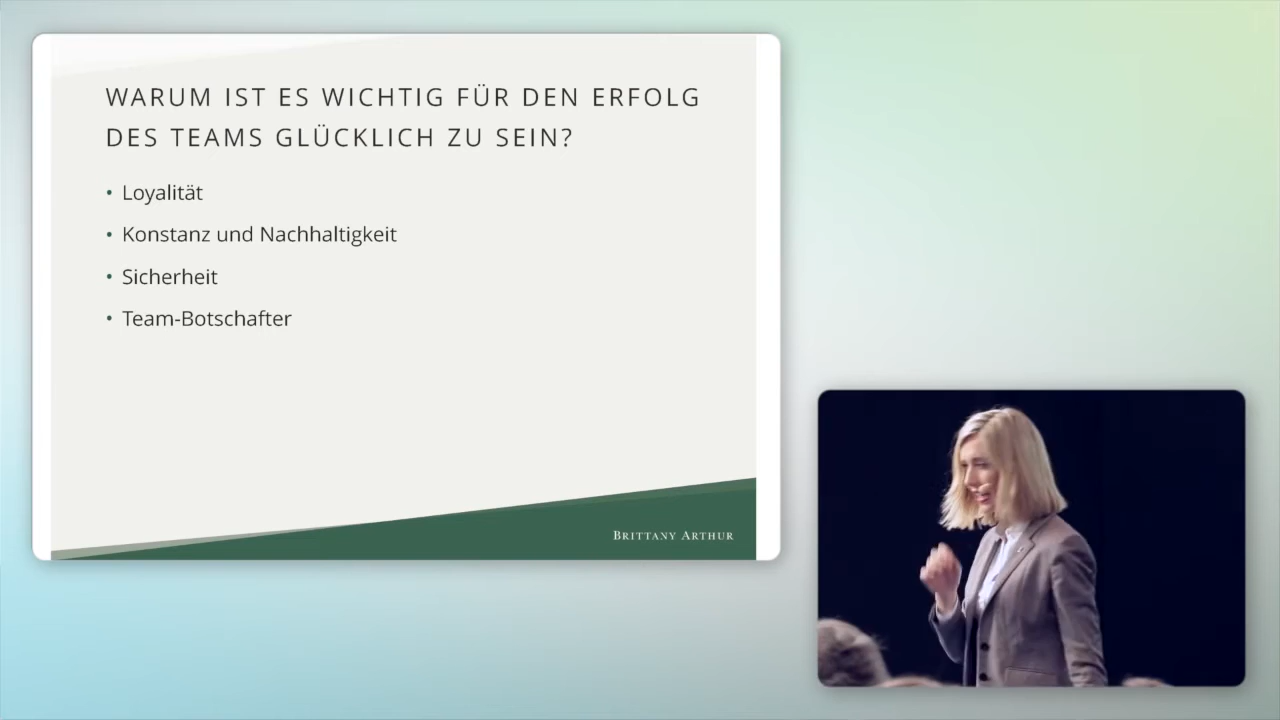 WARUM IST ES WICHTIG FÜR DEN ERFOLG
DES TEAMS GLÜCKLICH ZU SEIN?
• Loyalität
• Konstanz und Nachhaltigkeit
• Sicherheit
• Team-Botschafter
BRITTANY ARTHUR